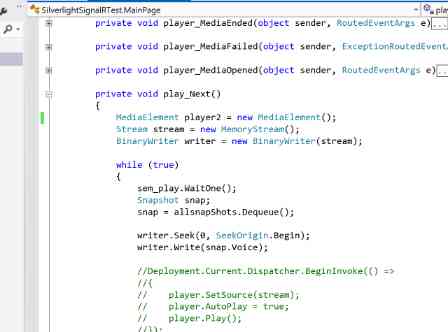 SilverlightSignalRTest.MainPage
private void player_MediaEnded(object sender, RoutedEventArgs e)...
private void player_MediaFailed(object sender, ExceptionRoutedEvent
private void player_MediaOpened(object sender, RoutedEventArgs e)...
private void play_Next()
{
MediaElement player2 = new MediaElement();
Stream stream = new MemoryStream();
BinaryWriter writer = new BinaryWriter(stream);
while (true)
{
sem_play.WaitOne();
Snapshot snap;
snap = allsnapShots.Dequeue();
writer.Seek(0, SeekOrigin.Begin);
writer.Write(snap.Voice);
//Deployment.Current.Dispatcher.BeginInvoke(() =>
//{
//    player.SetSource(stream);
//    player.AutoPlay = true;
//    player.Play();
//});